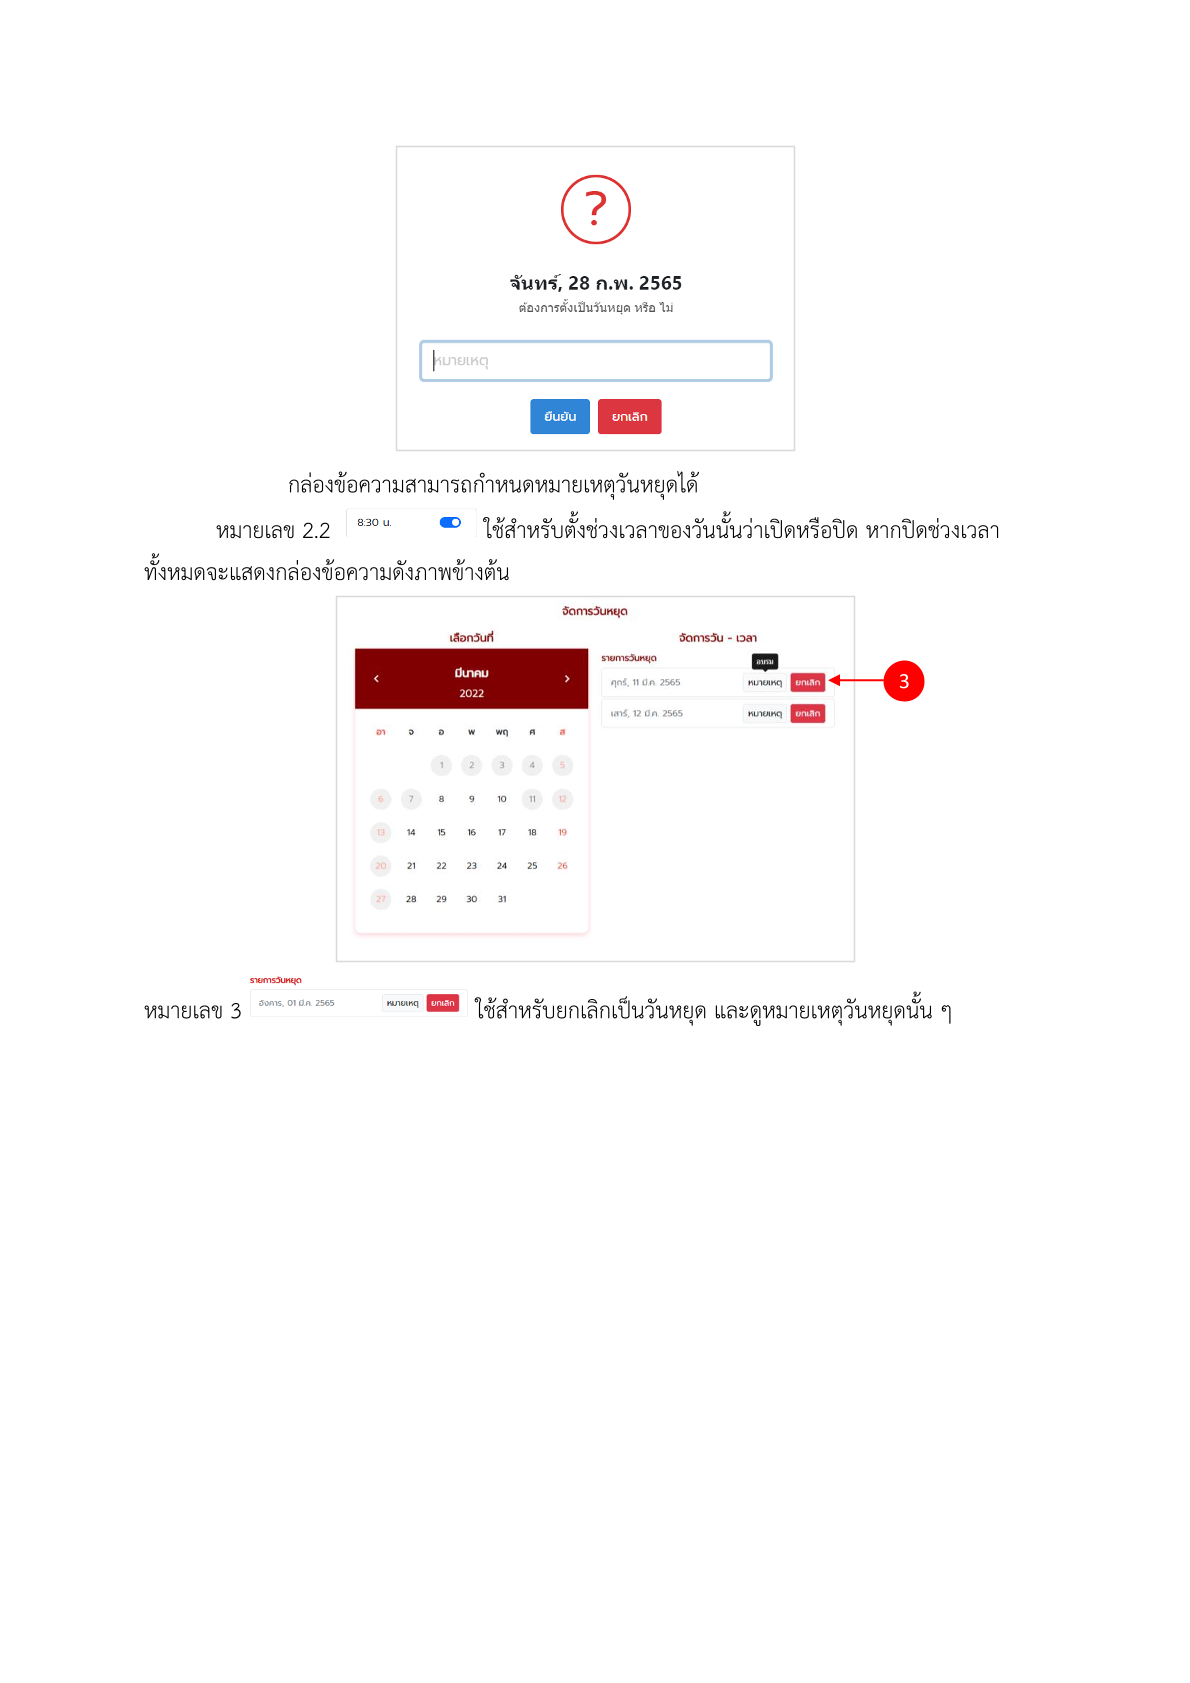 ?
จันทร์, 28 ก.พ. 2565
ต้องการตั้งเป็นวันหยุด หรือ ไม่
หมายเหตุ
ยืนยัน ยกเลิก
กล่องข้อความสามารถกำหนดหมายเหตุวันหยุดได้
หมายเลข 2.2 8:30 น. ใช้สำหรับตั้งช่วงเวลาของวันนั้นว่าเปิดหรือปิด หากปิดช่วงเวลา
ทั้งหมดจะแสดงกล่องข้อความดังภาพข้างต้น
จัดการวันหยุด
เลือกวันที่
มีนาคม
2022
อา จ อ พ พฤ ศ ส
1 2 3 4 5
6 7 8 9 10 11 12
13 14 15 16 17 18 19
20 21 22 23 24 25 26
27 28 29 30 31
จัดการวัน - เวลา
รายการวันหยุด
อบรม
ศุกร์, 11 มี.ค. 2565 หมายเหตุ ยกเลิก
3
เสาร์, 12 มี.ค. 2565 หมายเหตุ ยกเลิก
รายการวันหยุด
หมายเลข 3 อังคาร, 01 มี.ค. 2565 หมายเหตุ ยกเลิก ใช้สำหรับยกเลิกเป็นวันหยุด และดูหมายเหตุวันหยุดนั้น ๆ